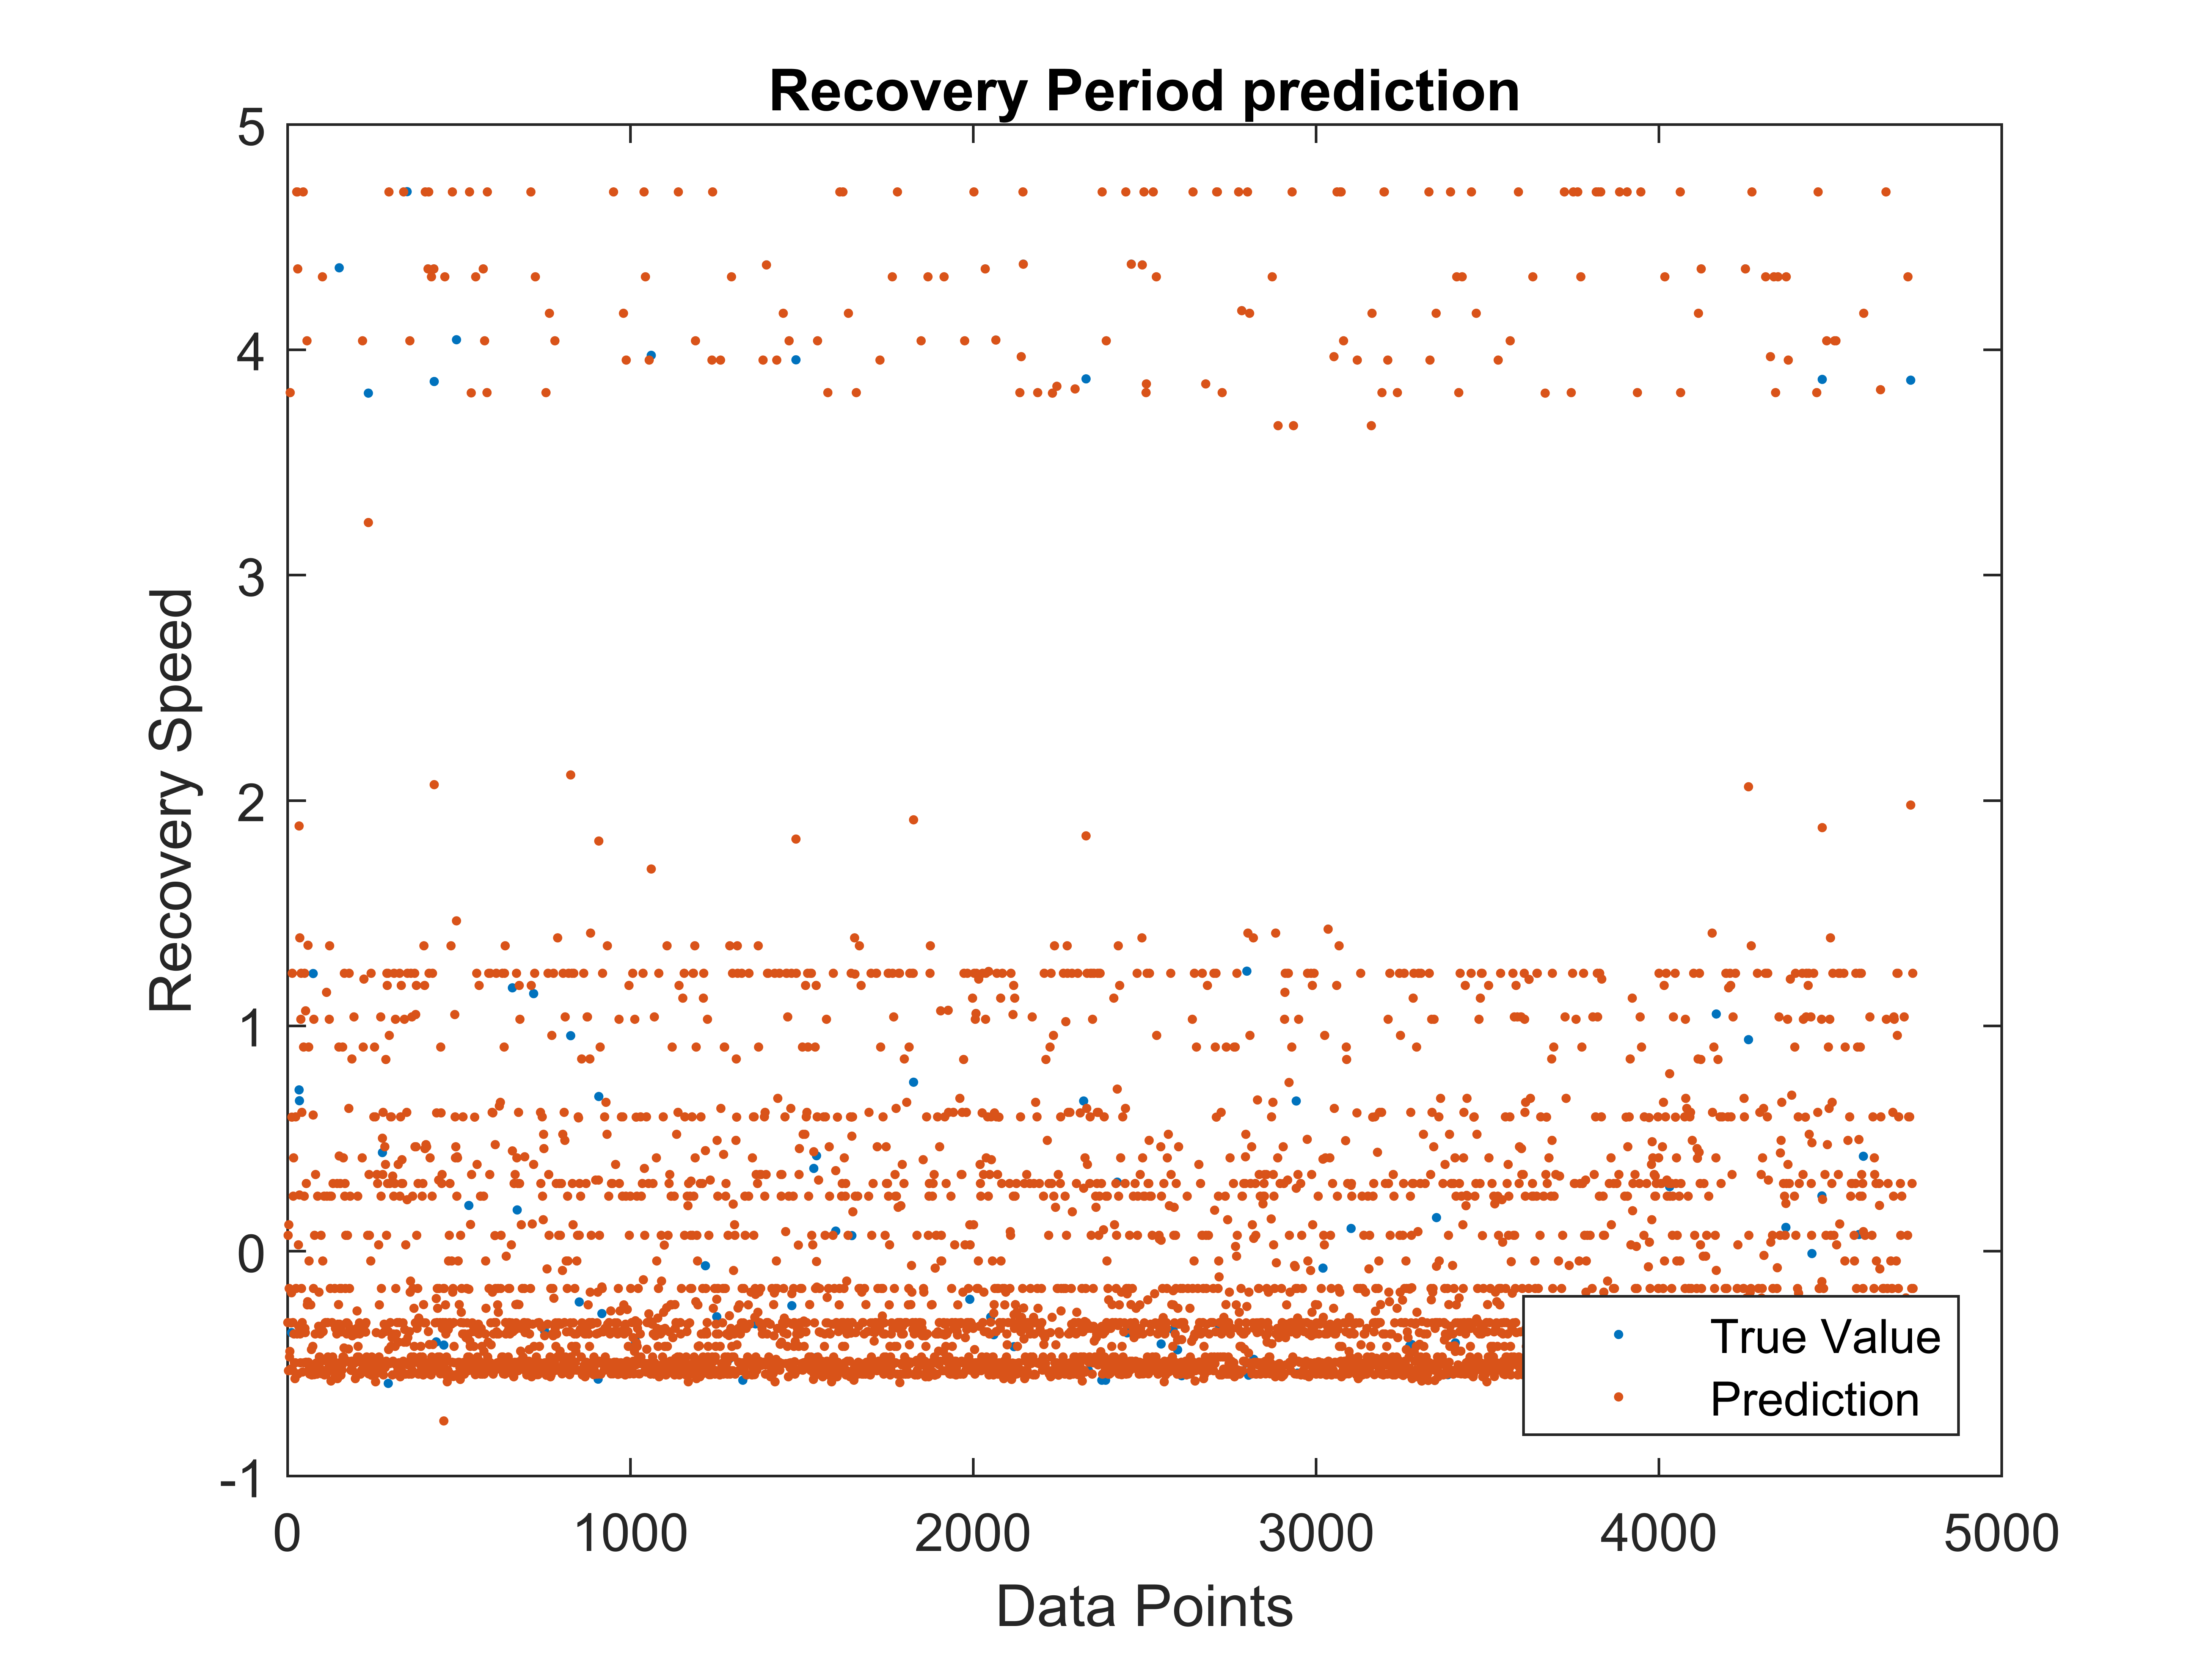 Recovery Period prediction
5
4
3
2
1
0
-1
Recovery Speed
0 1000 2000 3000 4000 5000
Data Points
True Value
Prediction